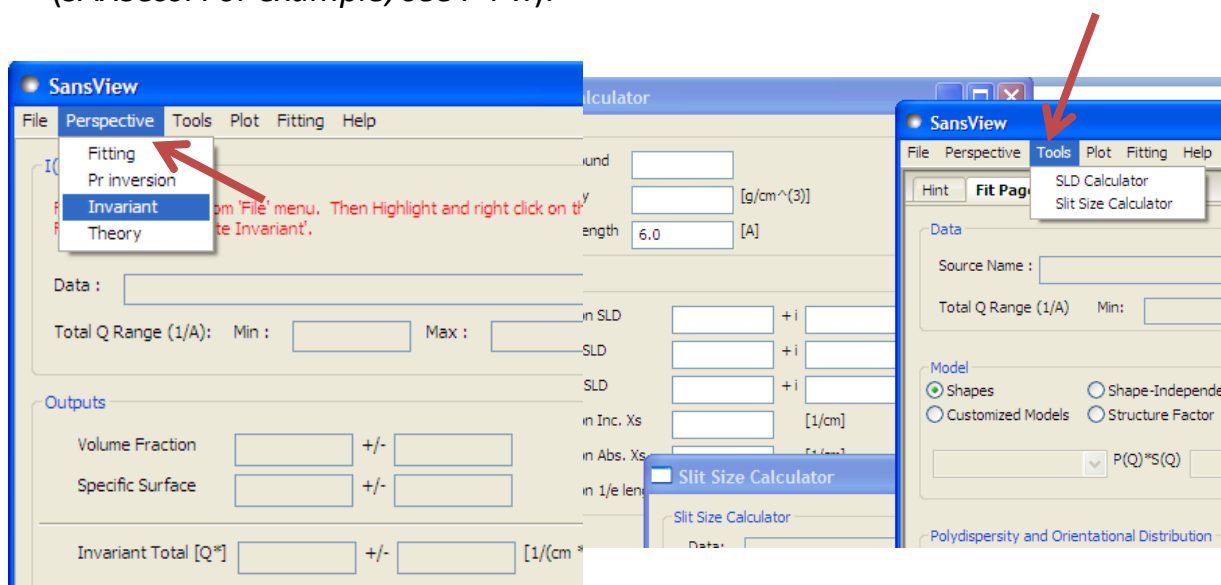 SansView
File Perspective Tools Plot Fitting Help
Fitting
Pr inversion
Invariant
Theory
om 'File' menu. Then Highlight and right click on th
te Invariant'.
Data :
Total Q Range (1/A): Min : Max :
Outputs
Volume Fraction +/-
Specific Surface +/-
Invariant Total [Q*] +/- [1/(cm *
lculator
und
y [g/cm^(3)]
ength 6.0 [A]
n SLD +i
SLD +i
SLD +i
n Inc. Xs [1/cm]
n Abs. Xs
n 1/e len
Slit Size Calculator
Slit Size Calculator
Data:
SansView
File Perspective Tools Plot Fitting Help
SLD Calculator
Slit Size Calculator
Hint Fit Pag
Data
Source Name :
Total Q Range (1/A) Min:
Model
Shapes Shape-Independe
Customized Models Structure Factor
P(Q)*S(Q)
Polydispersity and Orientational Distribution